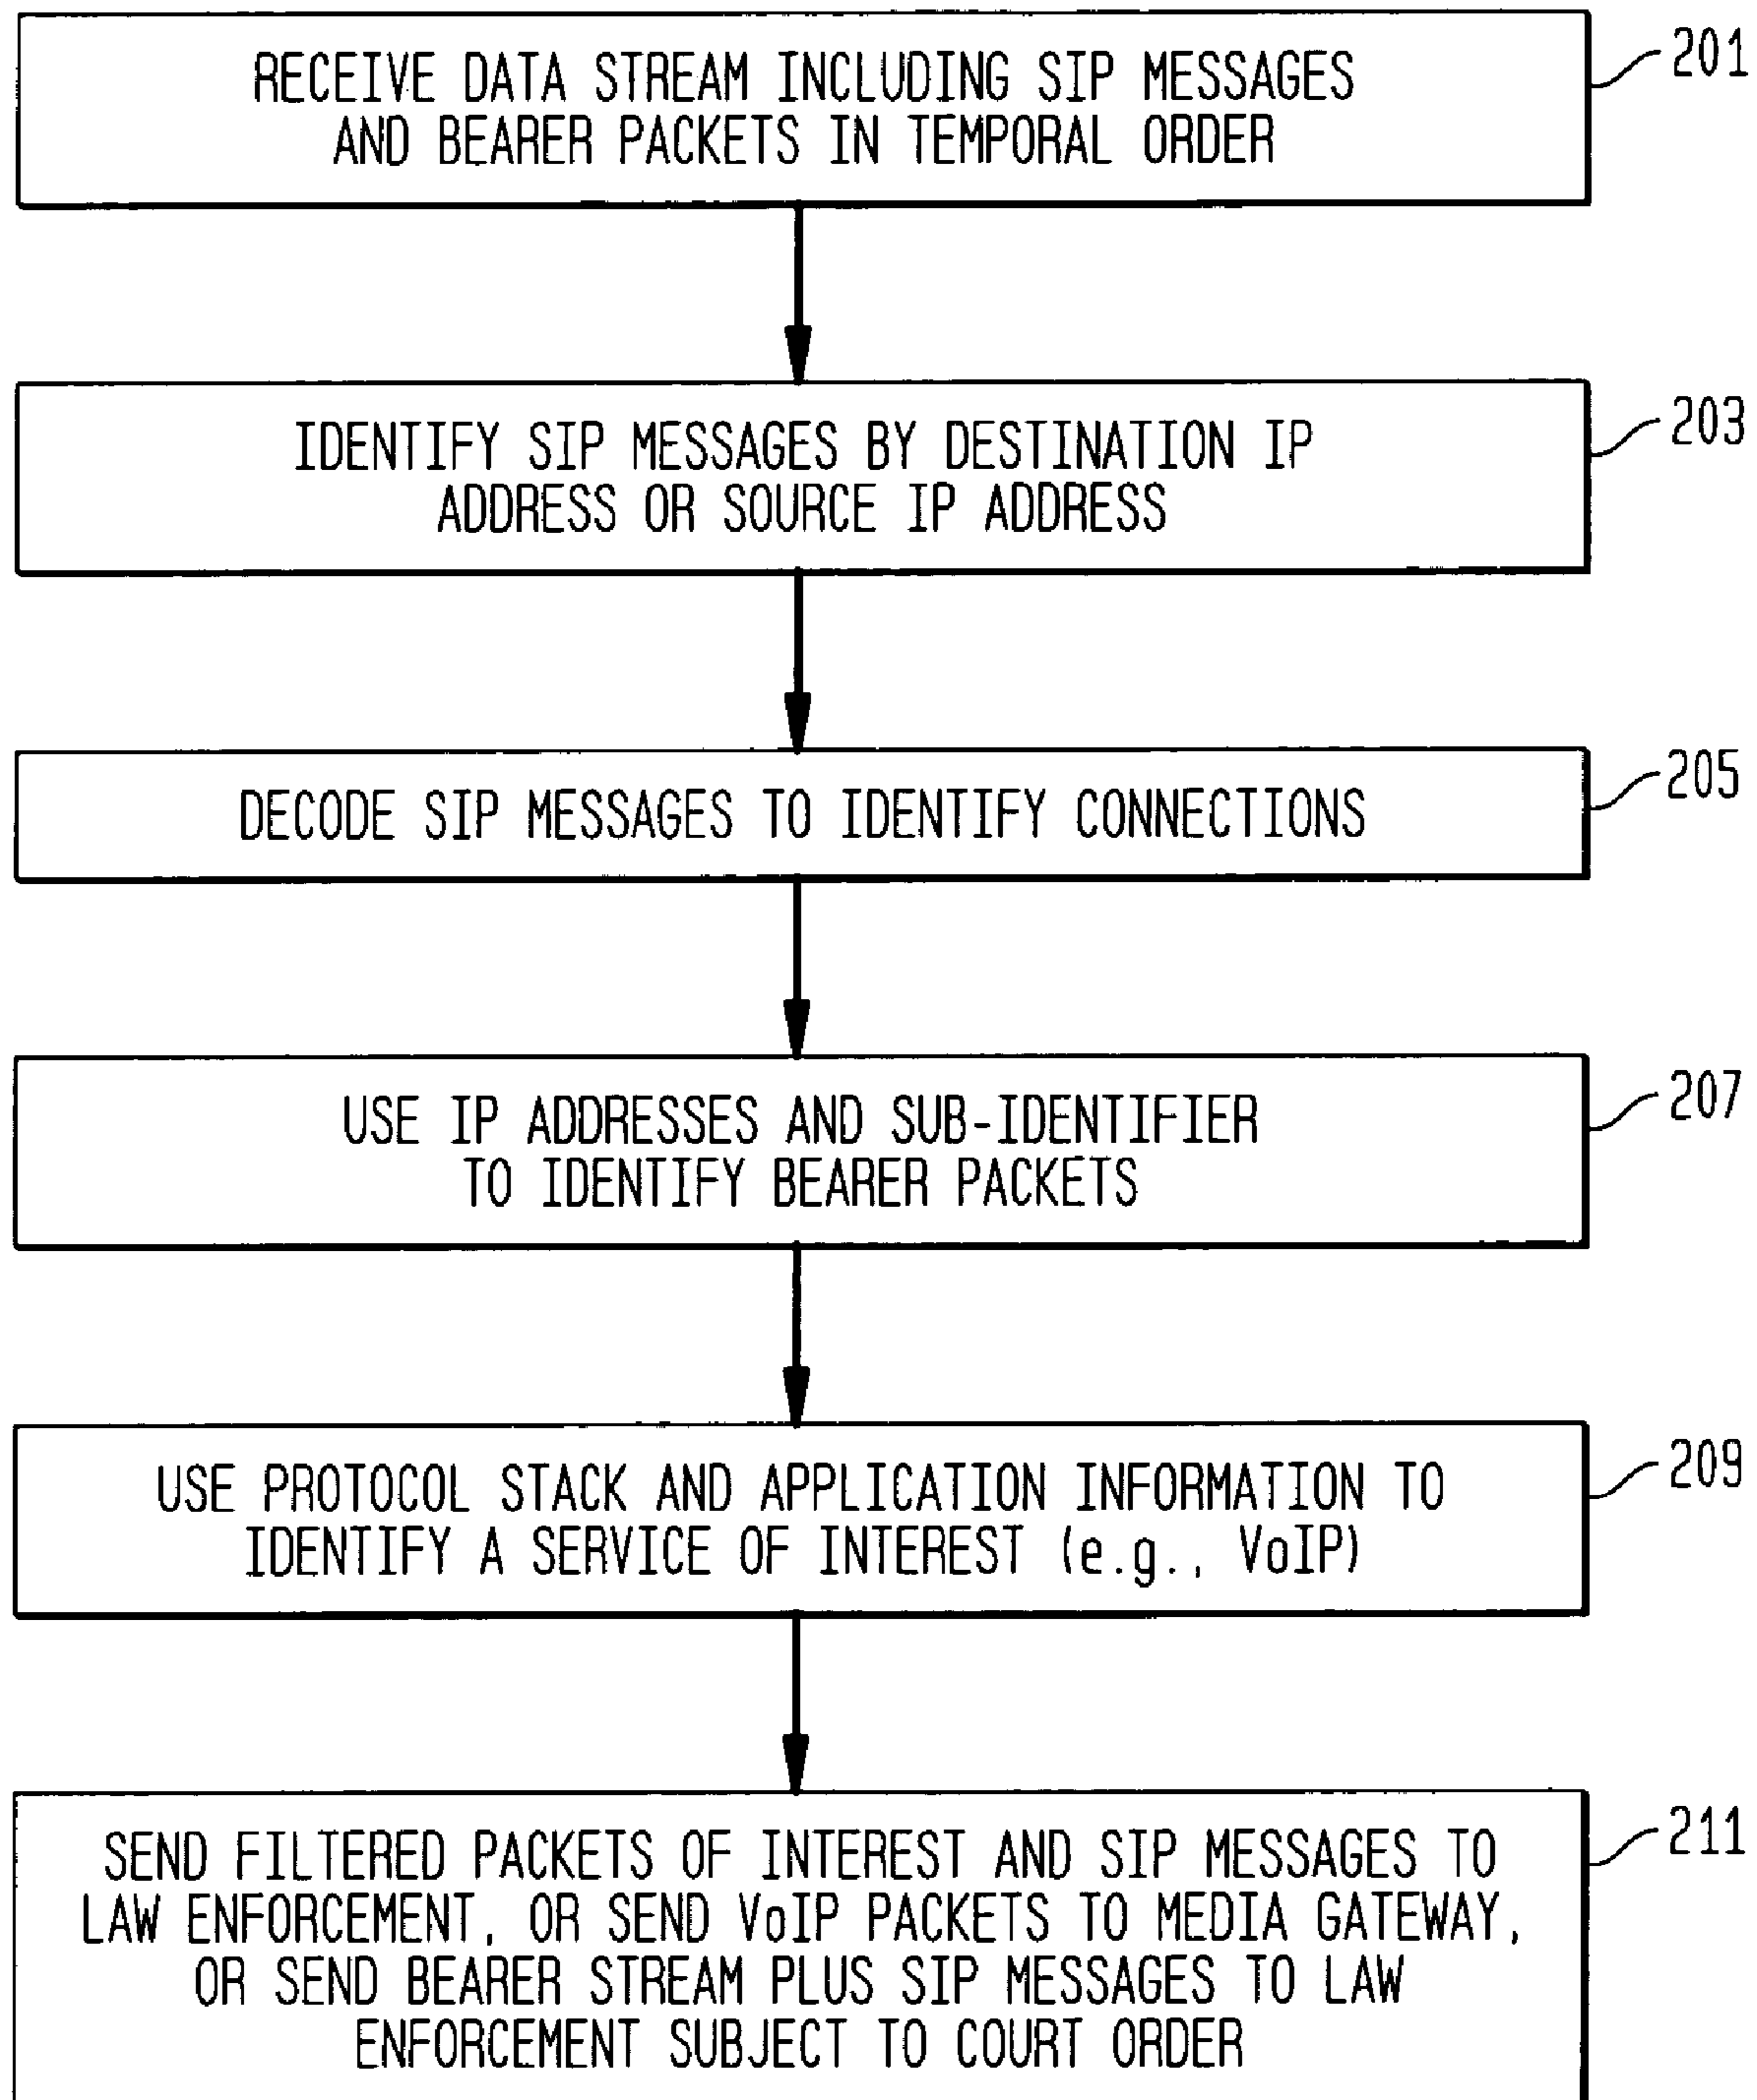 RECEIVE DATA STREAM INCLUDING SIP MESSAGES
AND BEARER PACKETS IN TEMPORAL ORDER
201
IDENTIFY SIP MESSAGES BY DESTINATION IP
ADDRESS OR SOURCE IP ADDRESS
203
DECODE SIP MESSAGES TO IDENTIFY CONNECTIONS
205
USE IP ADDRESSES AND SUB-IDENTIFIER
TO IDENTIFY BEARER PACKETS
207
USE PROTOCOL STACK AND APPLICATION INFORMATION TO
IDENTIFY A SERVICE OF INTEREST (e.g., VoIP)
209
SEND FILTERED PACKETS OF INTEREST AND SIP MESSAGES TO
LAW ENFORCEMENT, OR SEND VoIP PACKETS TO MEDIA GATEWAY,
OR SEND BEARER STREAM PLUS SIP MESSAGES TO LAW
ENFORCEMENT SUBJECT TO COURT ORDER
211